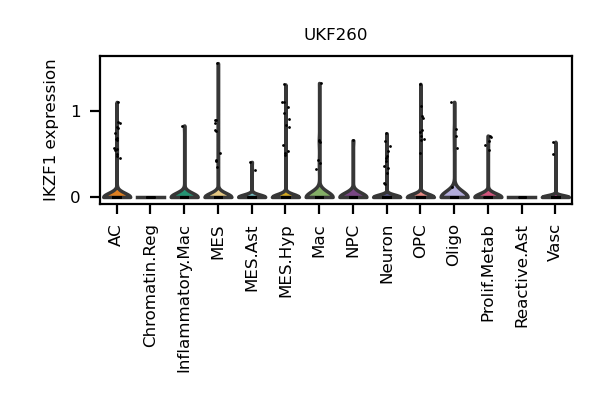 UKF260
IKZF1 expression
1
0
AC
Chromatin.Reg
Inflammatory.Mac
MES
MES.Ast
MES.Hyp
Mac
NPC
Neuron
OPC
Oligo
Prolif.Metab
Reactive.Ast
Vasc